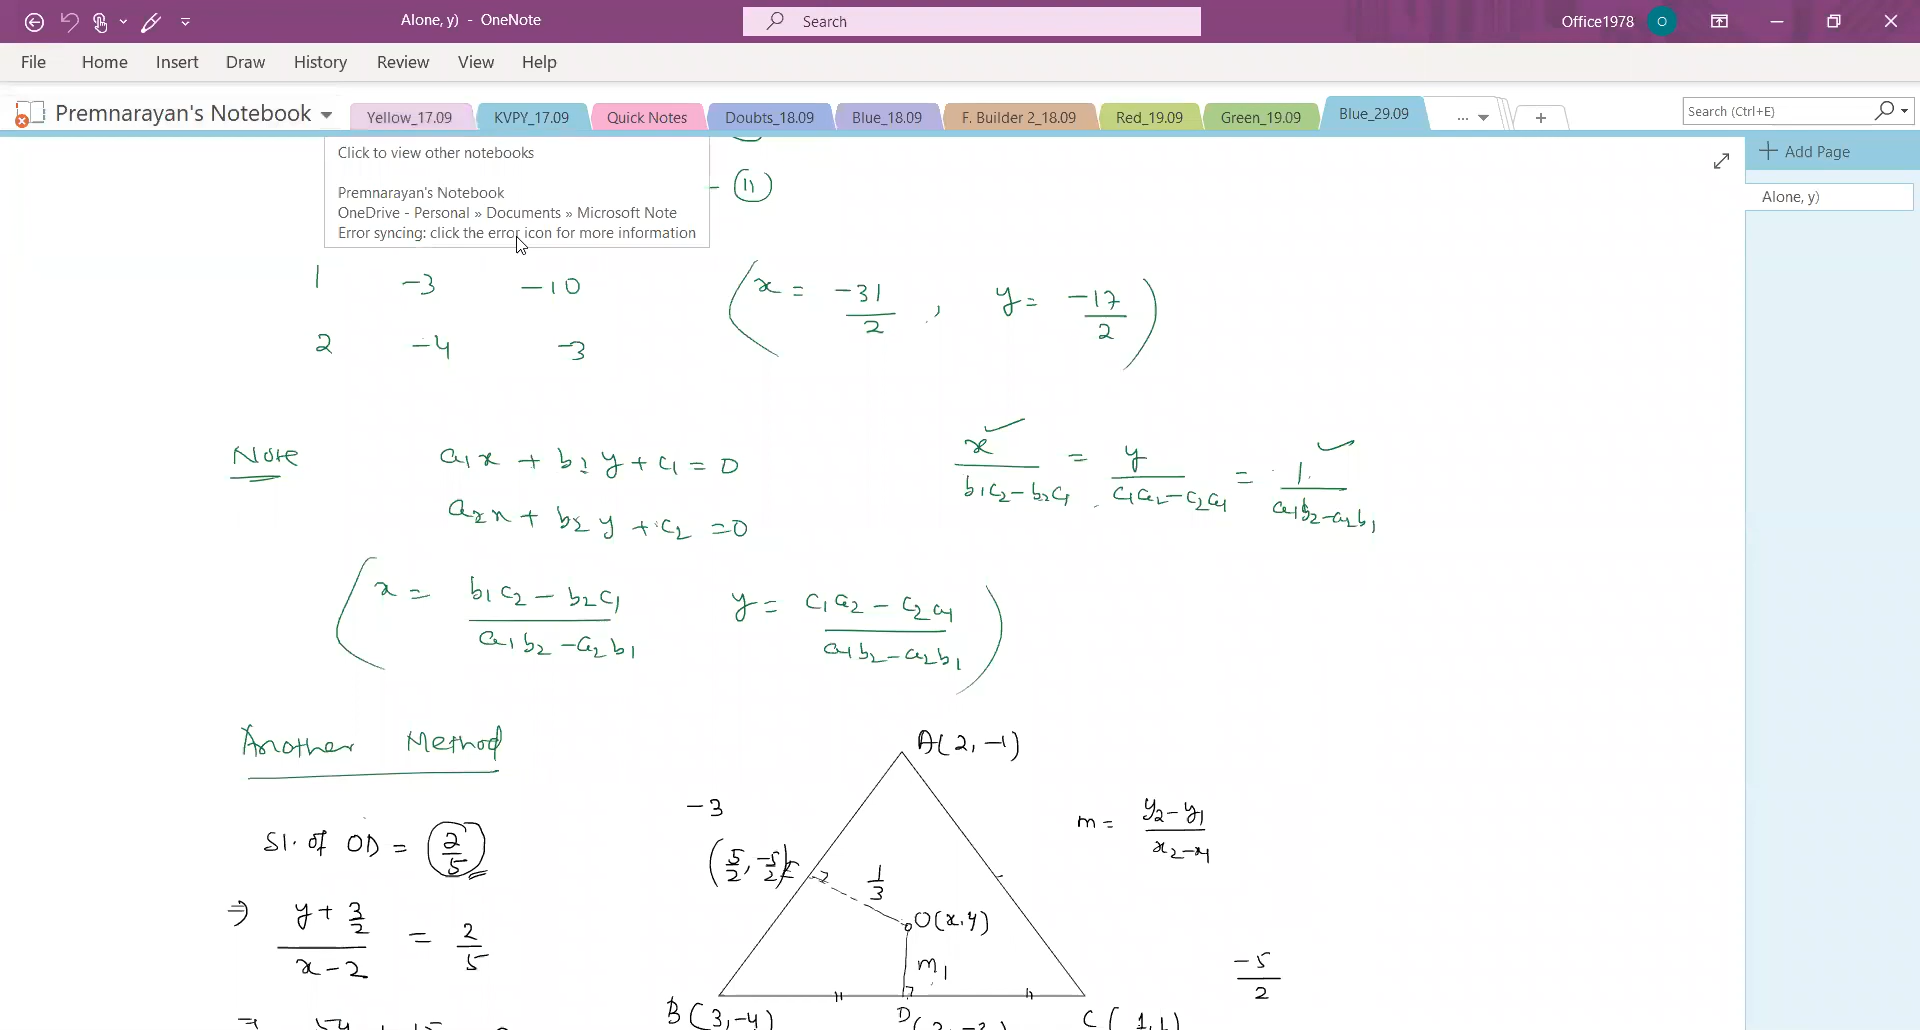 Alone, y) - OneNote
Search
Office1978
O
File Home Insert Draw History Review View Help
Premnarayan's Notebook
Yellow_17.09 KVPY_17.09 Quick Notes Doubts_18.09 Blue_18.09 F. Builder 2_18.09 Red_19.09 Green_19.09 Blue_29.09 ... +
Search (Ctrl+E)
Add Page
Alone, y)
Click to view other notebooks
Premnarayan's Notebook
OneDrive - Personal » Documents » Microsoft Note
Error syncing: click the error icon for more information
- (11)
1 -3 -10
2 -4 -3
(x = -31/2, y = -17/2)
Note
a₁x + b₁y + c₁ = 0
a₂x + b₂y + c₂ = 0
x/(b₁c₂ - b₂c₁) = y/(c₁a₂ - c₂a₁) = 1/(a₁b₂ - a₂b₁)
(x = (b₁c₂ - b₂c₁)/(a₁b₂ - a₂b₁) y = (c₁a₂ - c₂a₁)/(a₁b₂ - a₂b₁))
Another Method
Sl. of OD = 2/5
⇒ (y + 3/2)/(x - 2) = 2/5
A(2, -1)
-3
(5/2, -5/2)
1/3
O(x, y)
m₁
m = (y₂ - y₁)/(x₂ - x₁)
-5/2
B(3, -4)
D
C(